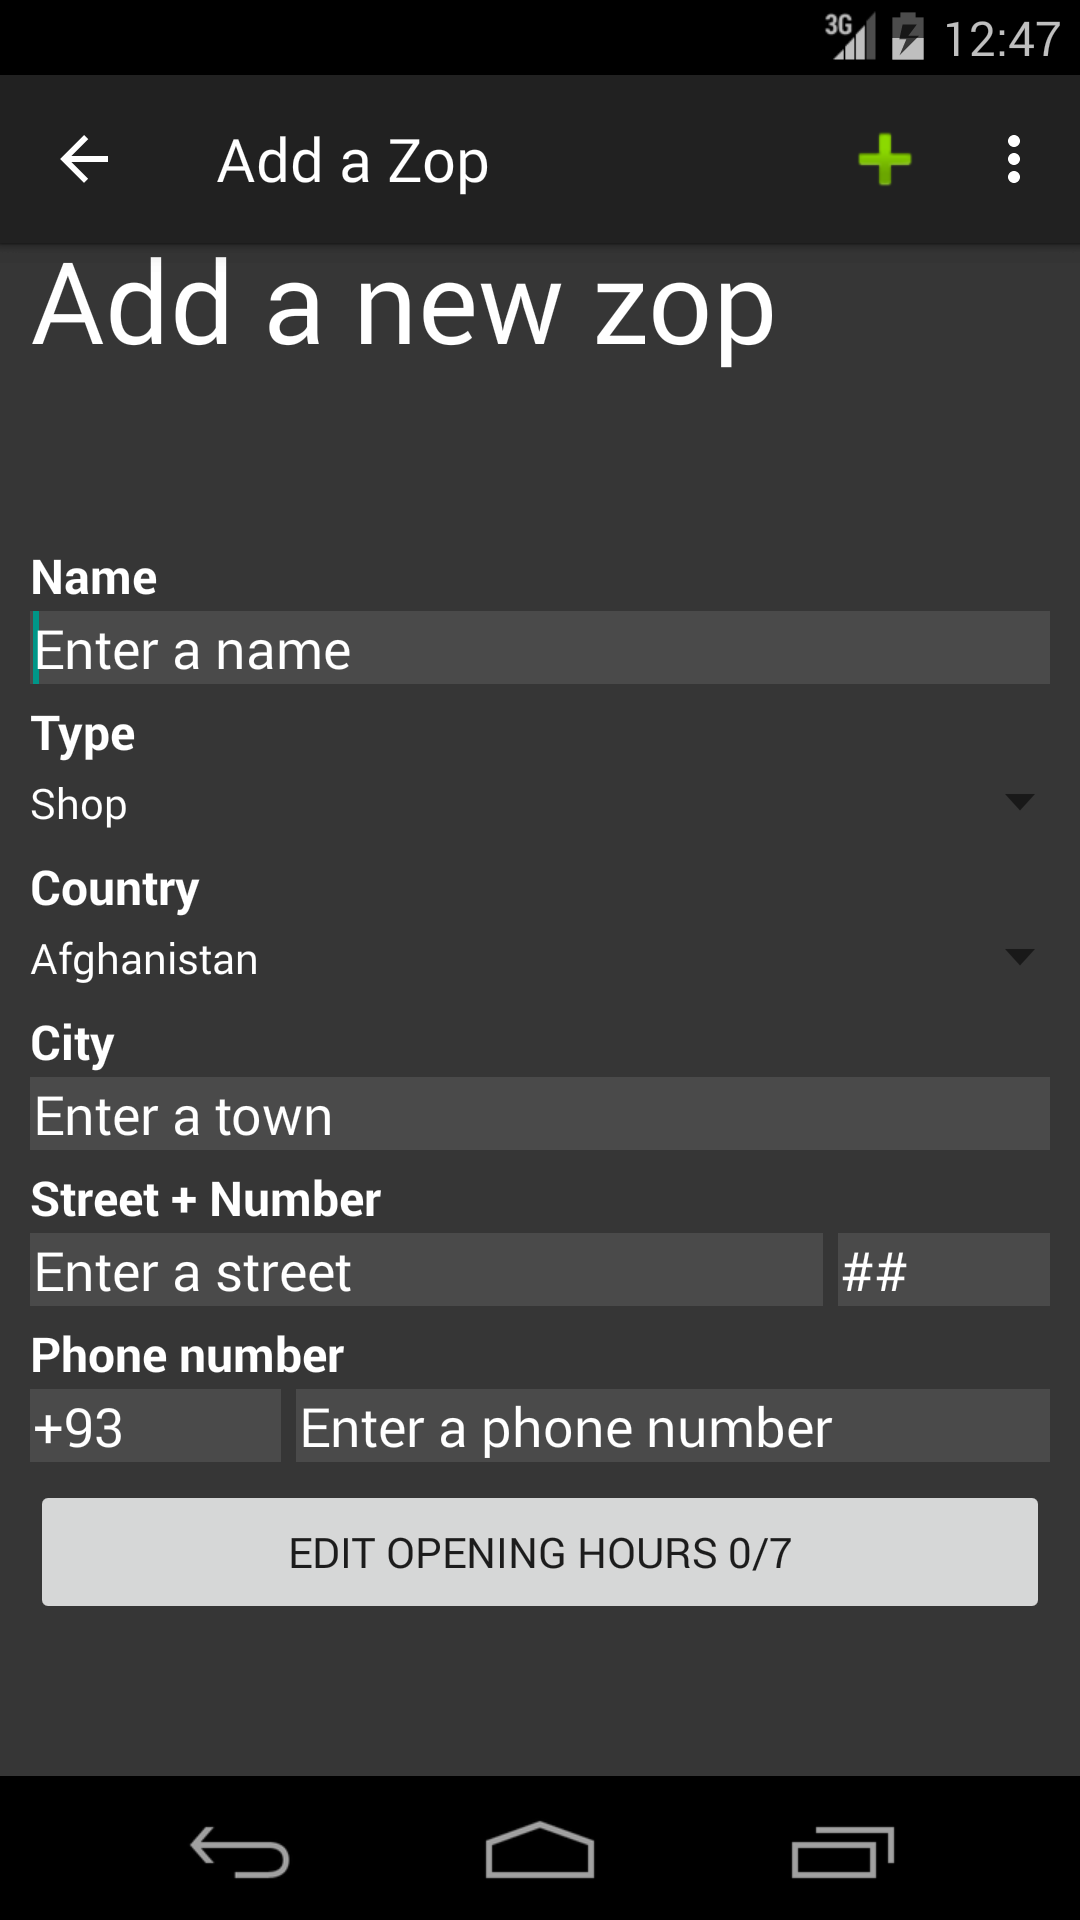 3G 12:47
Add a Zop
Add a new zop
Name
Enter a name
Type
Shop
Country
Afghanistan
City
Enter a town
Street + Number
Enter a street ##
Phone number
+93 Enter a phone number
EDIT OPENING HOURS 0/7